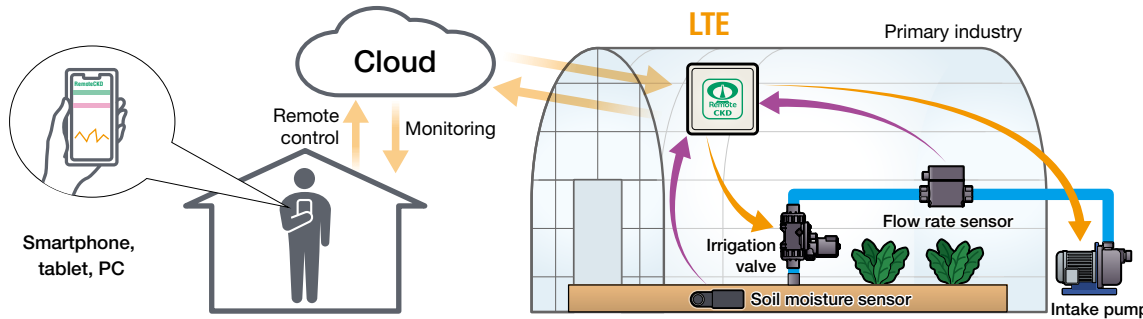 LTE
Primary industry
Cloud
RemoteCKD
Remote
CKD
Remote
control
Monitoring
Smartphone,
tablet, PC
Flow rate sensor
Irrigation
valve
Soil moisture sensor
Intake pump